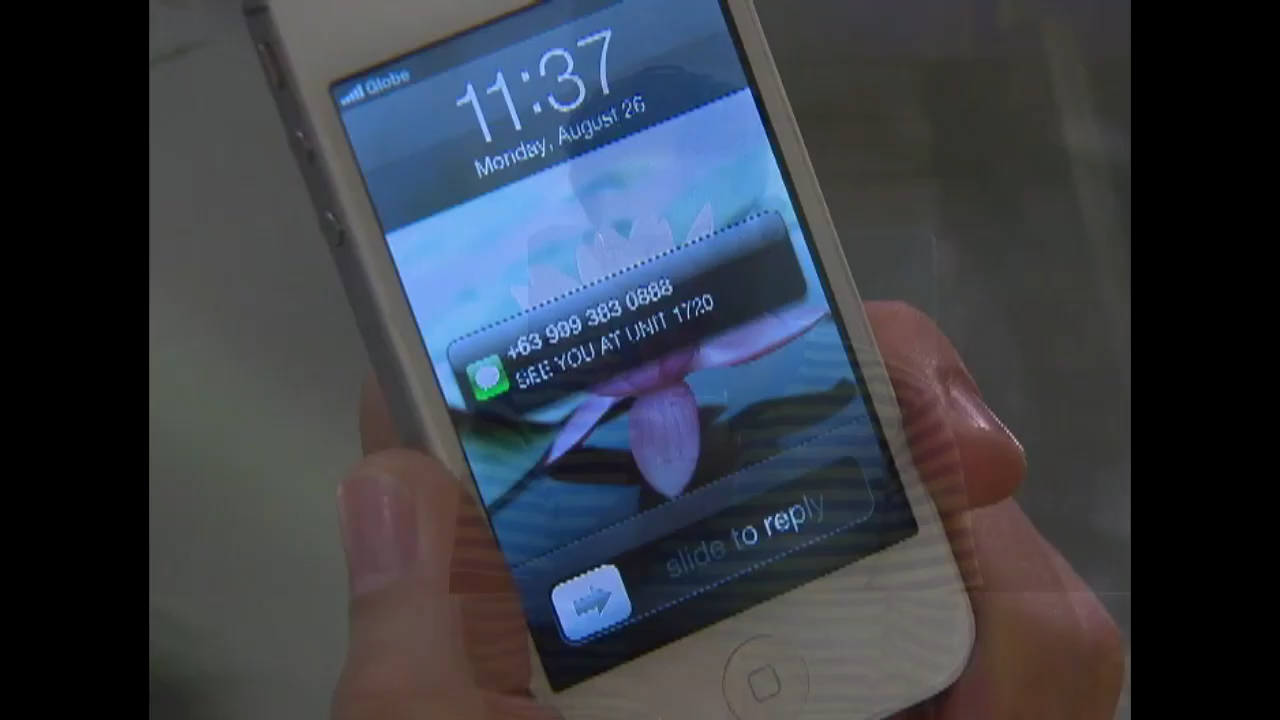 Globe
11:37
Monday, August 26
+63 999 383 0888
SEE YOU AT UNIT 1720
slide to reply